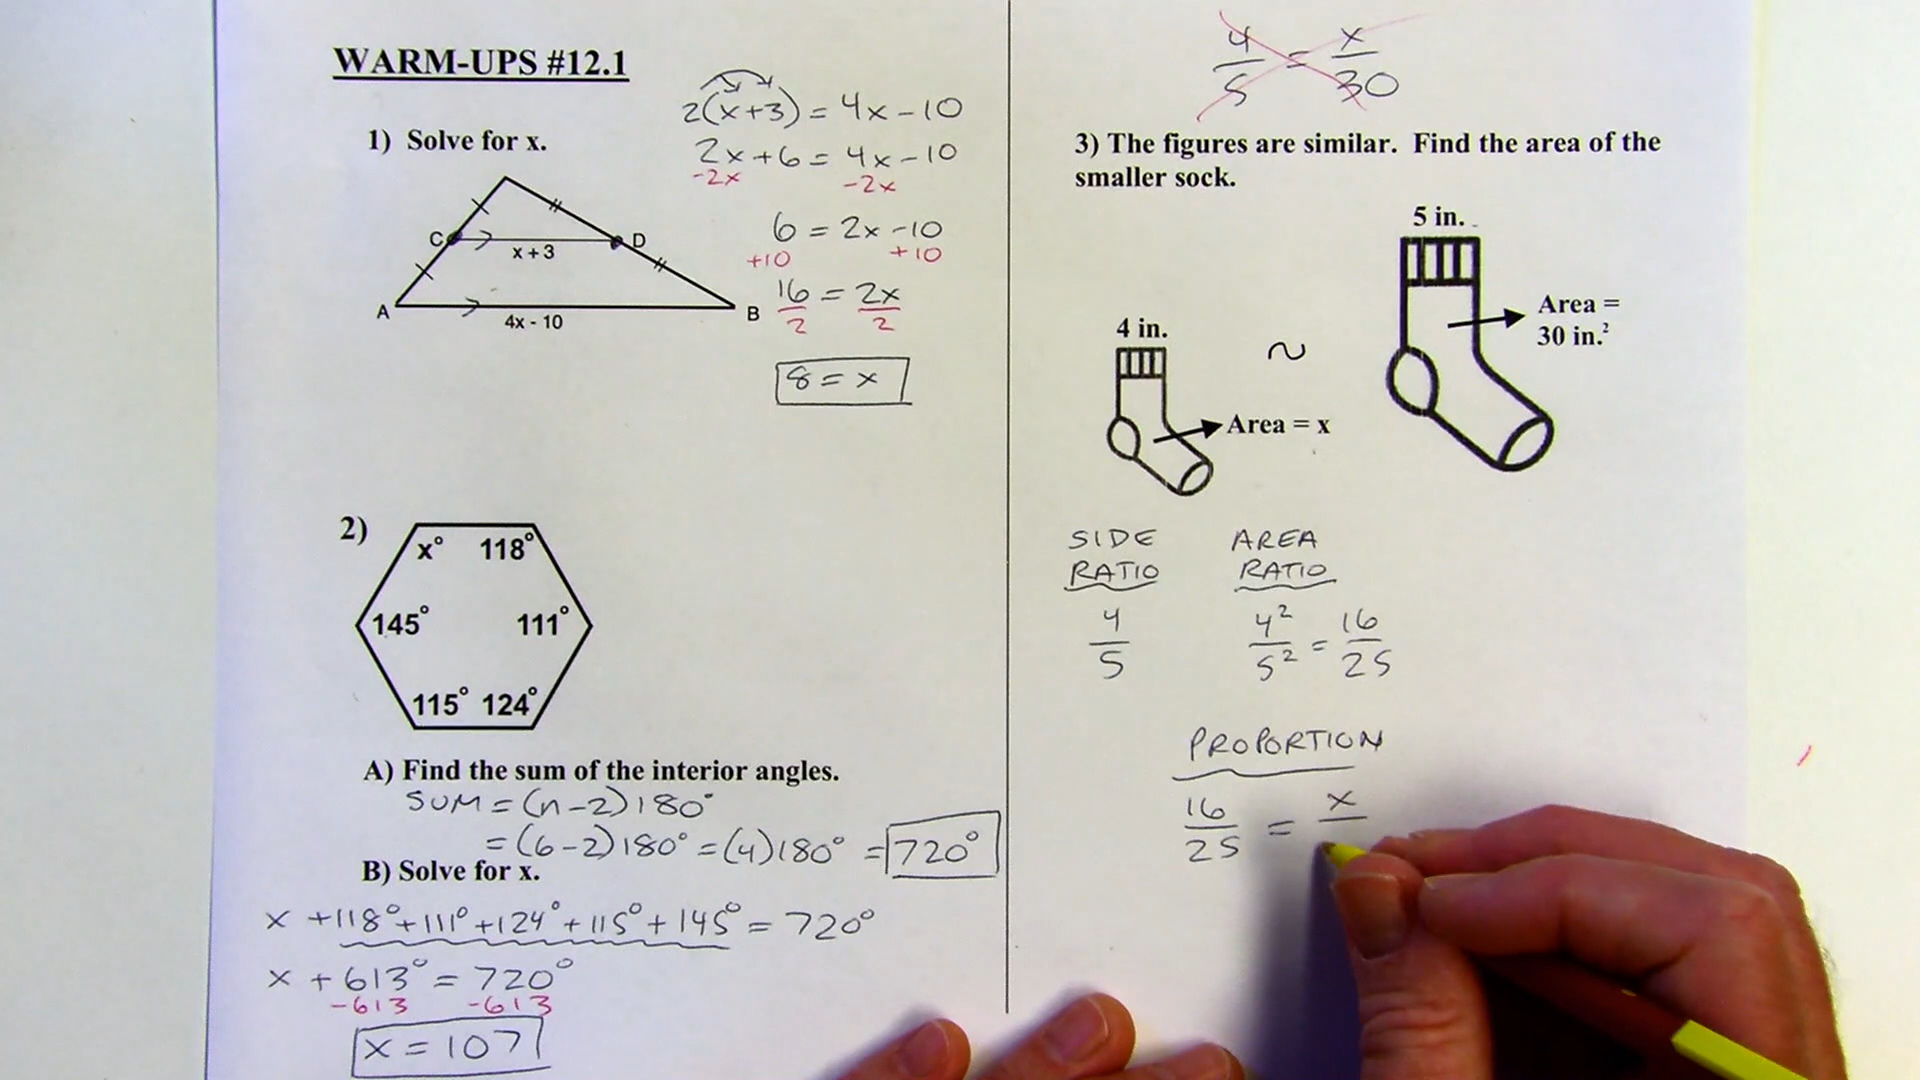 WARM-UPS #12.1
1) Solve for x.
C
D
x + 3
A
B
4x - 10
2(x+3) = 4x - 10
2x + 6 = 4x - 10
-2x -2x
6 = 2x - 10
+10 +10
16 = 2x
2 2
8 = x
2)
x° 118°
145° 111°
115° 124°
A) Find the sum of the interior angles.
SUM = (n-2)180°
= (6-2)180° = (4)180° = 720°
B) Solve for x.
x + 118° + 111° + 124° + 115° + 145° = 720°
x + 613° = 720°
-613 -613
x = 107
4/5 = x/30
3) The figures are similar. Find the area of the
smaller sock.
5 in.
Area =
30 in.²
4 in.
~
Area = x
SIDE
RATIO
4/5
AREA
RATIO
4²/5² = 16/25
PROPORTION
16/25 = x